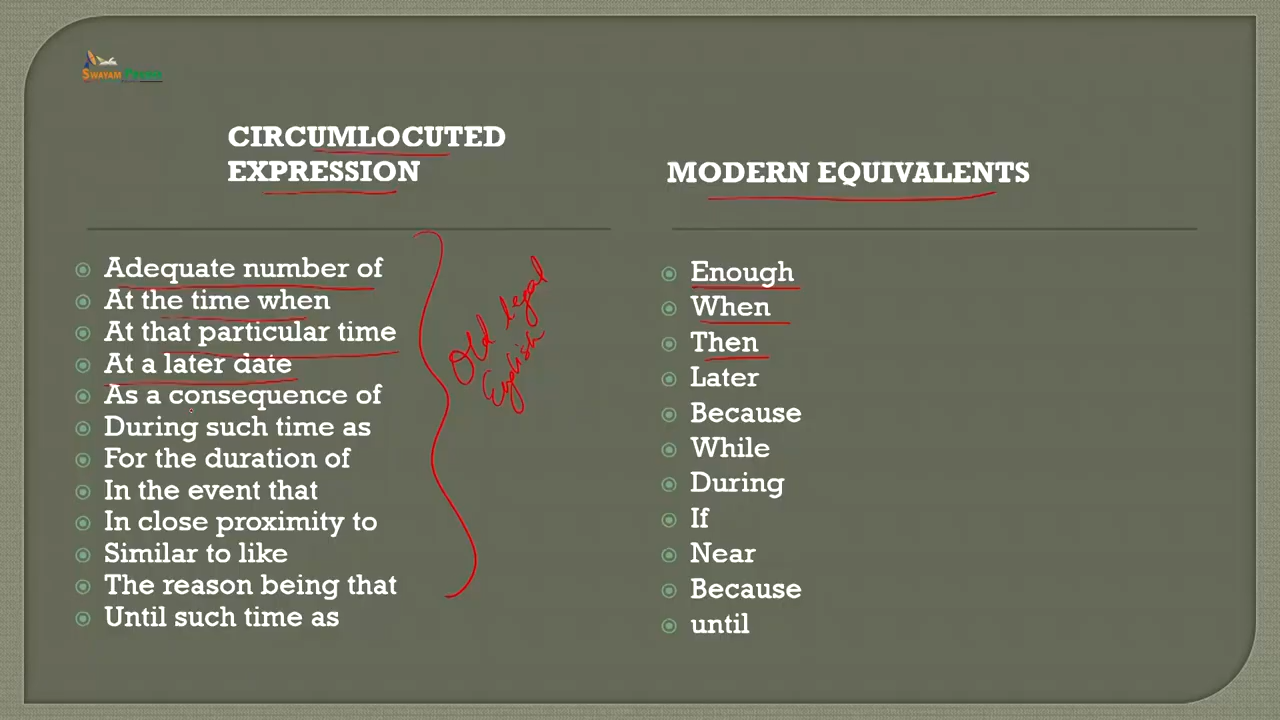 SWAYAM PRABHA
CIRCUMLOCUTED
EXPRESSION
Adequate number of
At the time when
At that particular time
At a later date
As a consequence of
During such time as
For the duration of
In the event that
In close proximity to
Similar to like
The reason being that
Until such time as
Old legal
English
MODERN EQUIVALENTS
Enough
When
Then
Later
Because
While
During
If
Near
Because
until